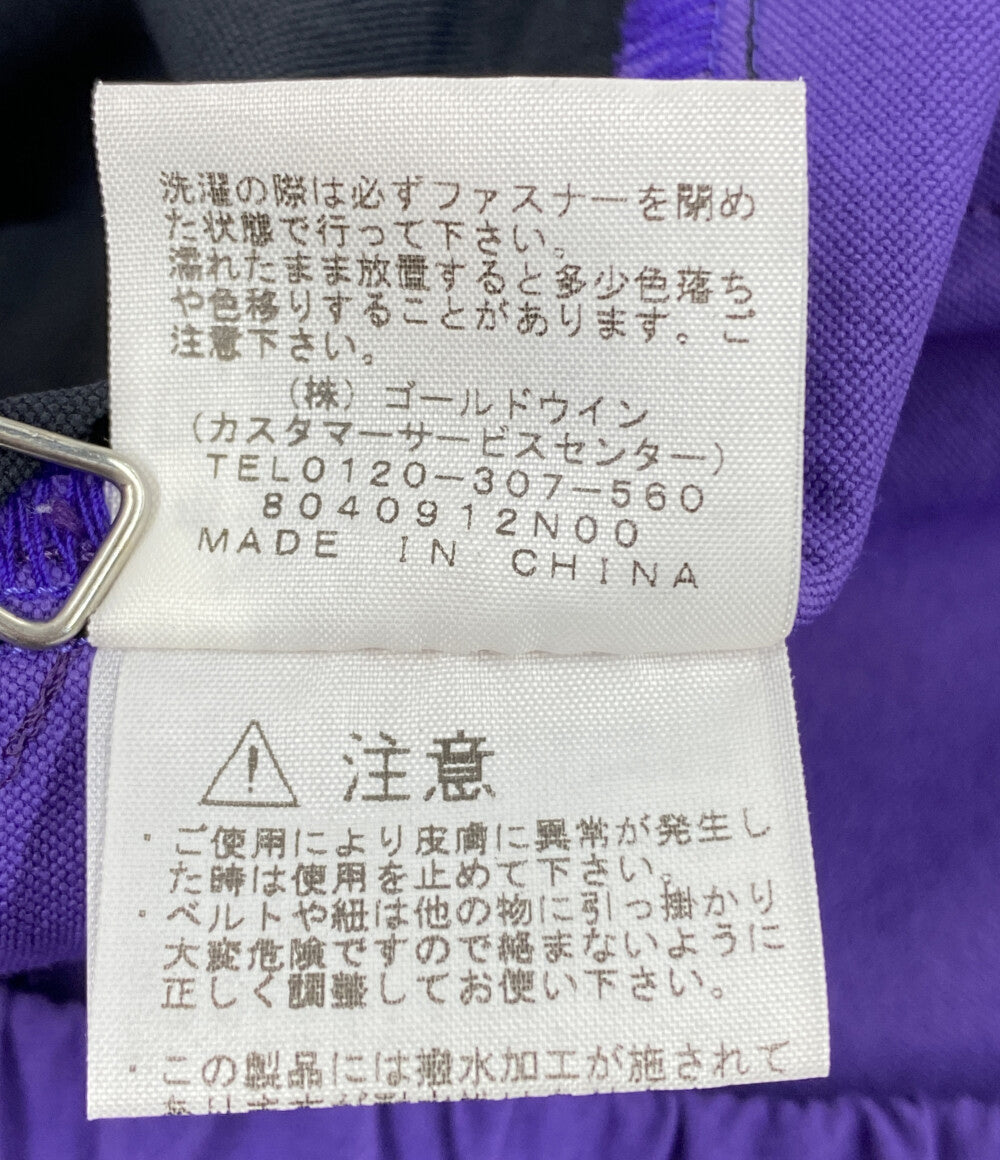 洗濯の際は必ずファスナーを閉め
た状態で行って下さい。
濡れたまま放置すると多少色落ち
や色移りすることがあります。ご
注意下さい。
(株)ゴールドウイン
(カスタマーサービスセンター)
TEL0120-307-560
8040912N00
MADE IN CHINA
注意
・ご使用により皮膚に異常が発生し
た時は使用を止めて下さい。
・ベルトや紐は他の物に引っ掛かり
大変危険ですので絡まないように
正しく調整してお使い下さい。
・この製品には撥水加工が施されて